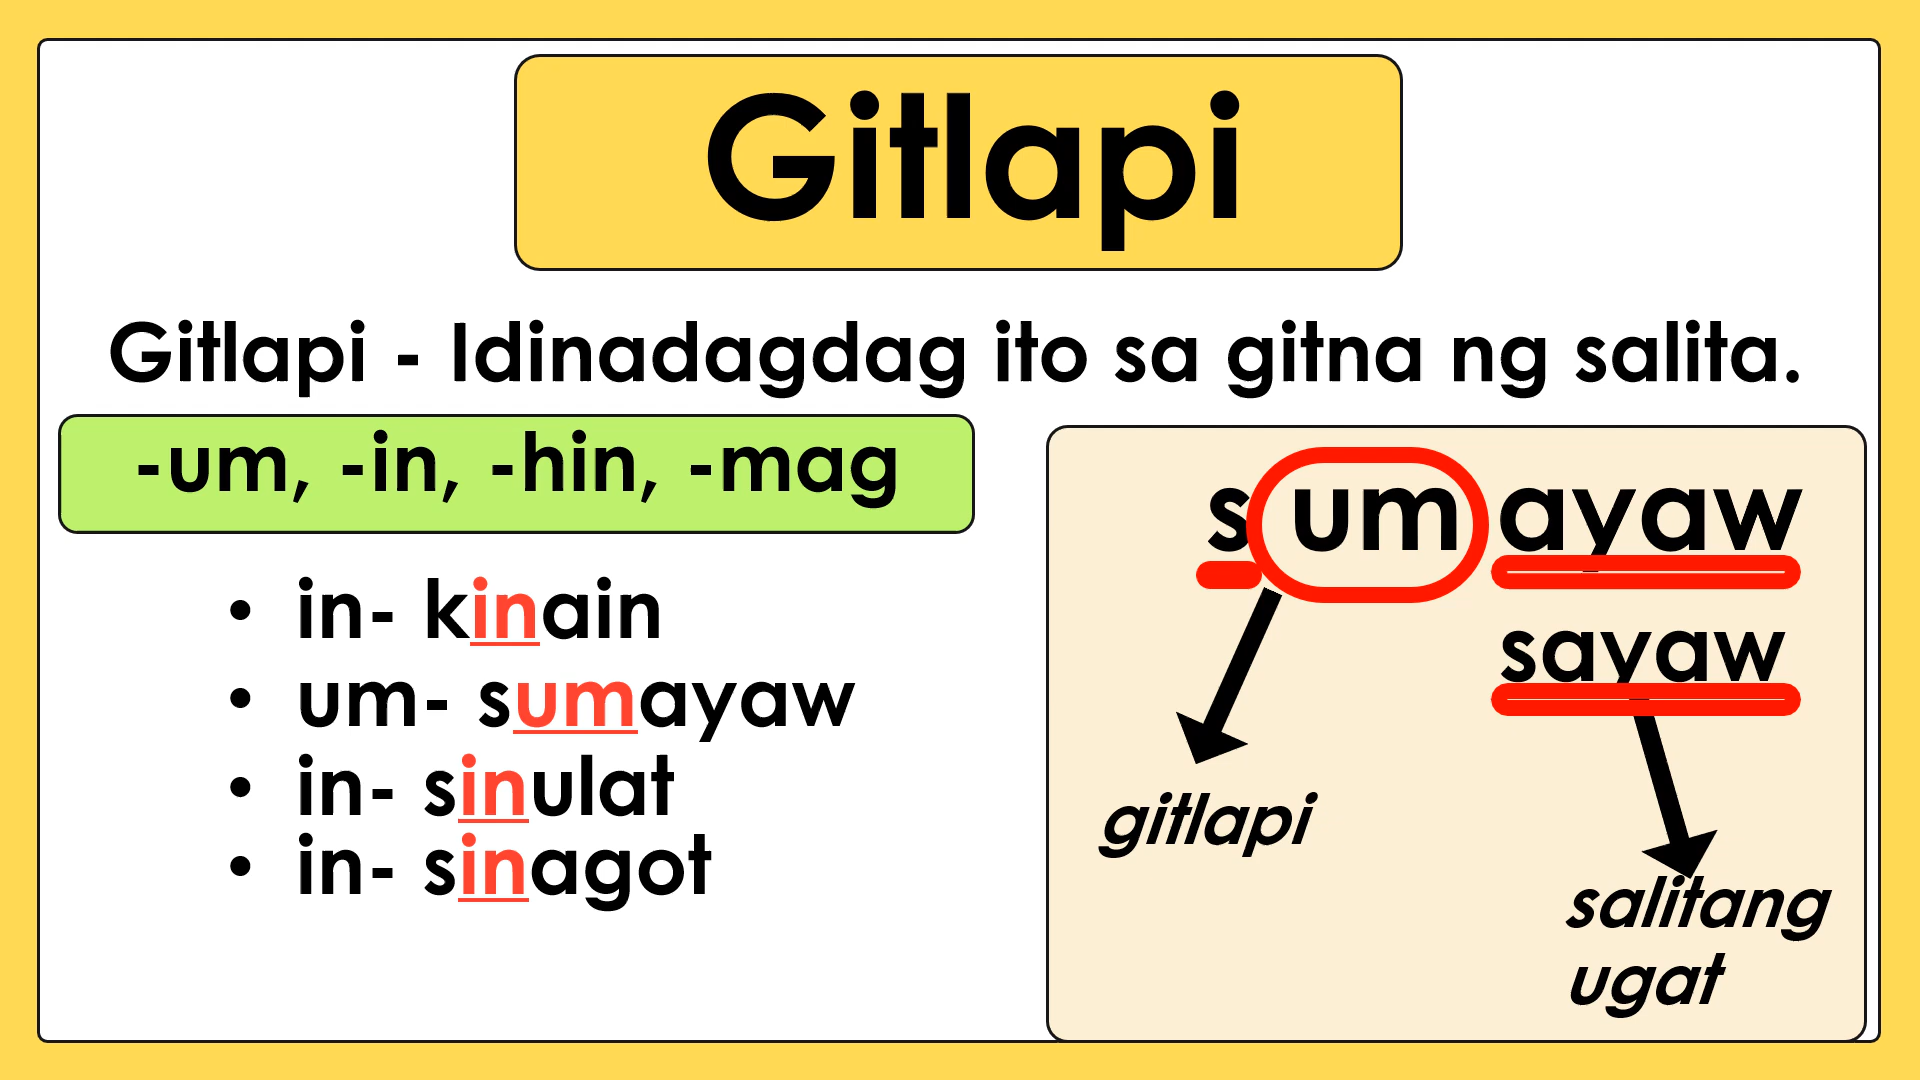 Gitlapi
Gitlapi - Idinadagdag ito sa gitna ng salita.
-um, -in, -hin, -mag
• in- kinain
• um- sumayaw
• in- sinulat
• in- sinagot
s um ayaw
sayaw
gitlapi
salitang
ugat